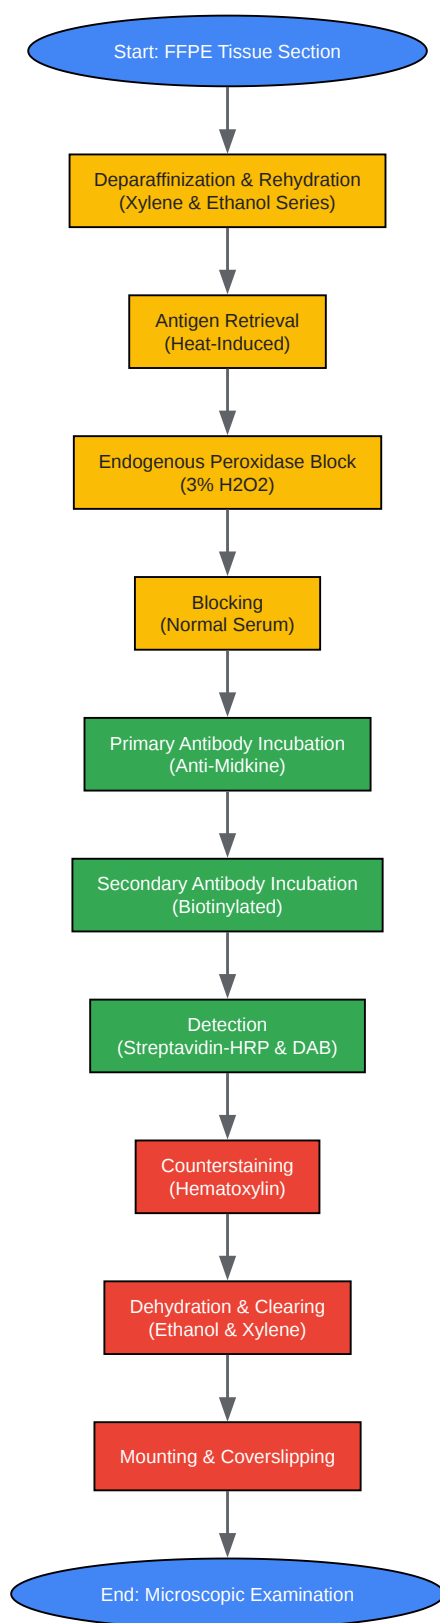 Start: FFPE Tissue Section
Deparaffinization & Rehydration
(Xylene & Ethanol Series)
Antigen Retrieval
(Heat-Induced)
Endogenous Peroxidase Block
(3% H2O2)
Blocking
(Normal Serum)
Primary Antibody Incubation
(Anti-Midkine)
Secondary Antibody Incubation
(Biotinylated)
Detection
(Streptavidin-HRP & DAB)
Counterstaining
(Hematoxylin)
Dehydration & Clearing
(Ethanol & Xylene)
Mounting & Coverslipping
End: Microscopic Examination